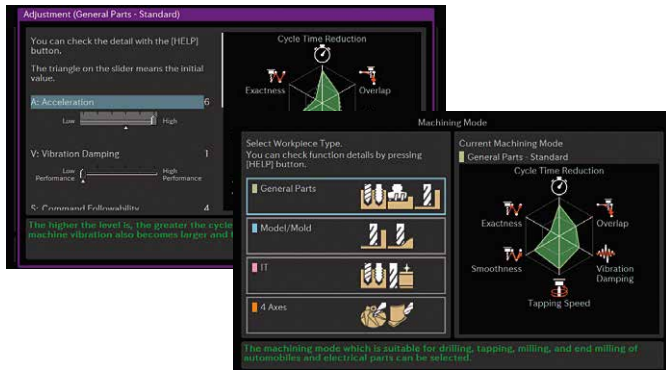 Adjustment (General Parts - Standard)
You can check the detail with the [HELP]
button.
The triangle on the slider means the initial
value.
A: Acceleration 6
Low High
V: Vibration Damping 1
Low Performance High Performance
S: Command Followability 4
The higher the level is, the greater the cycle
machine vibration also becomes larger and
Cycle Time Reduction
Exactness
Overlap
Machining Mode
Select Workpiece Type.
You can check function details by pressing
[HELP] button.
General Parts
Model/Mold
IT
4 Axes
Current Machining Mode
General Parts - Standard
Cycle Time Reduction
Exactness
Overlap
Smoothness
Vibration
Damping
Tapping Speed
The machining mode which is suitable for drilling, tapping, milling, and end milling of
automobiles and electrical parts can be selected.